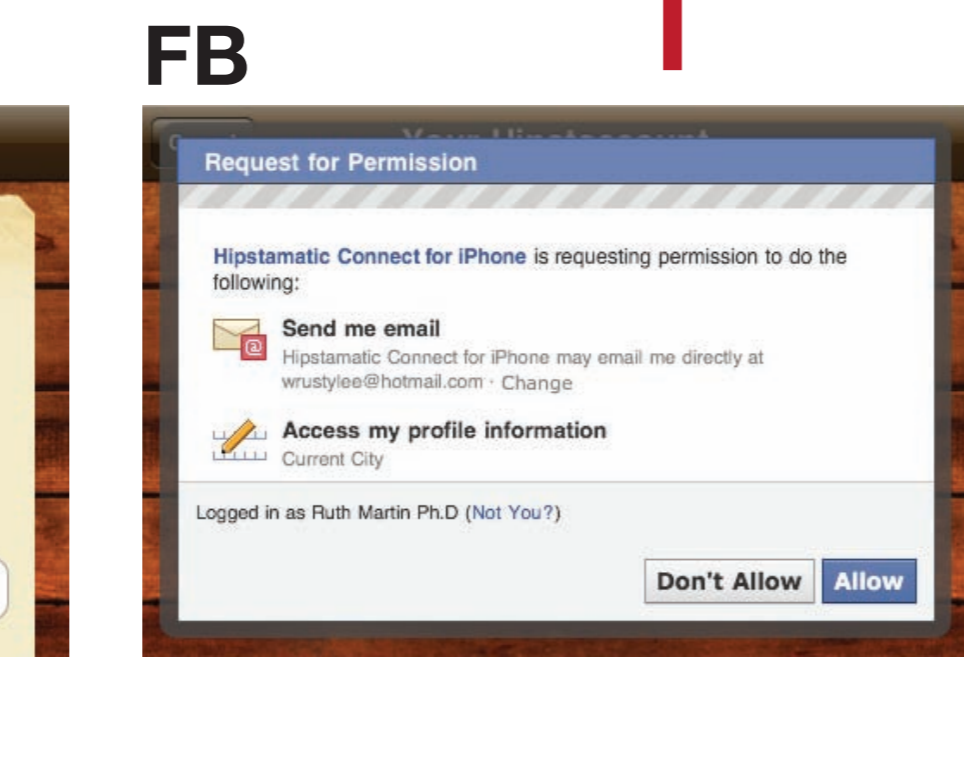 FB
Your Hipstaccount
Request for Permission
Hipstamatic Connect for iPhone is requesting permission to do the
following:
Send me email
Hipstamatic Connect for iPhone may email me directly at
wrustylee@hotmail.com · Change
Access my profile information
Current City
Logged in as Ruth Martin Ph.D (Not You?)
Don't Allow
Allow